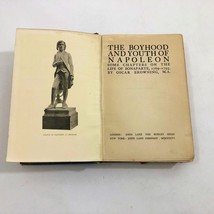 THE BOYHOOD
AND YOUTH OF
NAPOLEON
SOME CHAPTERS ON THE
LIFE OF BONAPARTE, 1769-1793
BY OSCAR BROWNING, M.A.
LONDON: JOHN LANE, THE BODLEY HEAD
NEW YORK: JOHN LANE COMPANY. MCMVI